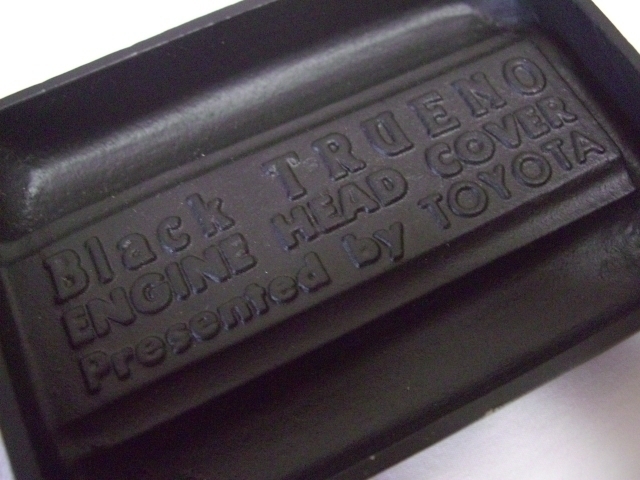 Black TRUENO
ENGINE HEAD COVER
Presented by TOYOTA